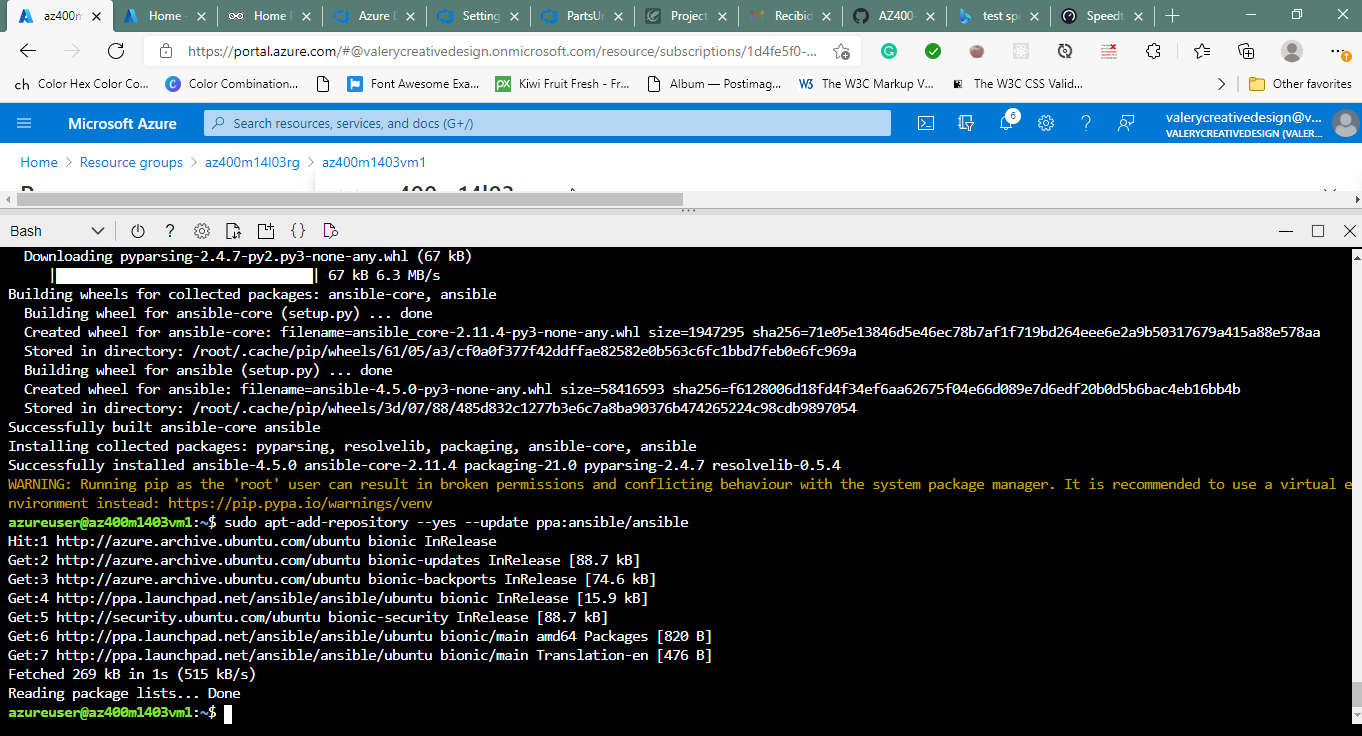 az400m
Home -
Home
Azure D
Setting
PartsUn
Project
Recibid
AZ400-
test spe
Speedt
https://portal.azure.com/#@valerycreativedesign.onmicrosoft.com/resource/subscriptions/1d4fe5f0-...
ch Color Hex Color Co...
Color Combination...
Font Awesome Exa...
Kiwi Fruit Fresh - Fr...
Album — Postimag...
The W3C Markup V...
The W3C CSS Valid...
Other favorites
Microsoft Azure
Search resources, services, and docs (G+/)
6
valerycreativedesign@v...
VALERYCREATIVEDESIGN (VALER...
Home > Resource groups > az400m14l03rg > az400m1403vm1
Bash
Downloading pyparsing-2.4.7-py2.py3-none-any.whl (67 kB)
| | 67 kB 6.3 MB/s
Building wheels for collected packages: ansible-core, ansible
Building wheel for ansible-core (setup.py) ... done
Created wheel for ansible-core: filename=ansible_core-2.11.4-py3-none-any.whl size=1947295 sha256=71e05e13846d5e46ec78b7af1f719bd264eee6e2a9b50317679a415a88e578aa
Stored in directory: /root/.cache/pip/wheels/61/05/a3/cf0a0f377f42ddffae82582e0b563c6fc1bbd7feb0e6fc969a
Building wheel for ansible (setup.py) ... done
Created wheel for ansible: filename=ansible-4.5.0-py3-none-any.whl size=58416593 sha256=f6128006d18fd4f34ef6aa62675f04e66d089e7d6edf20b0d5b6bac4eb16bb4b
Stored in directory: /root/.cache/pip/wheels/3d/07/88/485d832c1277b3e6c7a8ba90376b474265224c98cdb9897054
Successfully built ansible-core ansible
Installing collected packages: pyparsing, resolvelib, packaging, ansible-core, ansible
Successfully installed ansible-4.5.0 ansible-core-2.11.4 packaging-21.0 pyparsing-2.4.7 resolvelib-0.5.4
WARNING: Running pip as the 'root' user can result in broken permissions and conflicting behaviour with the system package manager. It is recommended to use a virtual e
nvironment instead: https://pip.pypa.io/warnings/venv
azureuser@az400m1403vm1:~$ sudo apt-add-repository --yes --update ppa:ansible/ansible
Hit:1 http://azure.archive.ubuntu.com/ubuntu bionic InRelease
Get:2 http://azure.archive.ubuntu.com/ubuntu bionic-updates InRelease [88.7 kB]
Get:3 http://azure.archive.ubuntu.com/ubuntu bionic-backports InRelease [74.6 kB]
Get:4 http://ppa.launchpad.net/ansible/ansible/ubuntu bionic InRelease [15.9 kB]
Get:5 http://security.ubuntu.com/ubuntu bionic-security InRelease [88.7 kB]
Get:6 http://ppa.launchpad.net/ansible/ansible/ubuntu bionic/main amd64 Packages [820 B]
Get:7 http://ppa.launchpad.net/ansible/ansible/ubuntu bionic/main Translation-en [476 B]
Fetched 269 kB in 1s (515 kB/s)
Reading package lists... Done
azureuser@az400m1403vm1:~$